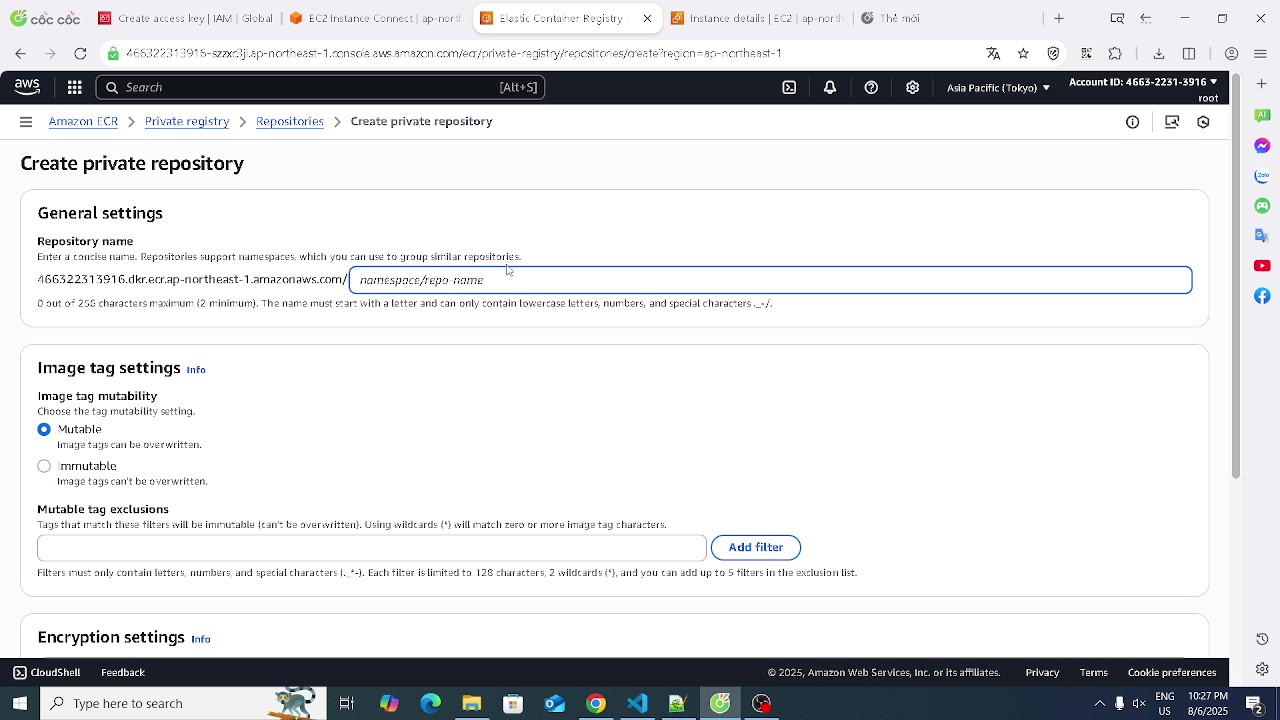 cốc cốc
Create access key | IAM | Global
EC2 Instance Connect | ap-nort
Elastic Container Registry
Instance details | EC2 | ap-north
Thẻ mới
466322313916-szzxc3ji.ap-northeast-1.console.aws.amazon.com/ecr/private-registry/repositories/create?region=ap-northeast-1
aws
Search [Alt+S]
Asia Pacific (Tokyo)
Account ID: 4663-2231-3916
root
Amazon ECR > Private registry > Repositories > Create private repository
Create private repository
General settings
Repository name
Enter a concise name. Repositories support namespaces, which you can use to group similar repositories.
466322313916.dkr.ecr.ap-northeast-1.amazonaws.com/ namespace/repo-name
0 out of 256 characters maximum (2 minimum). The name must start with a letter and can only contain lowercase letters, numbers, and special characters ._-/.
Image tag settings Info
Image tag mutability
Choose the tag mutability setting.
Mutable
Image tags can be overwritten.
Immutable
Image tags can't be overwritten.
Mutable tag exclusions
Tags that match these filters will be immutable (can't be overwritten). Using wildcards (*) will match zero or more image tag characters.
Add filter
Filters must only contain letters, numbers, and special characters (._*-). Each filter is limited to 128 characters, 2 wildcards (*), and you can add up to 5 filters in the exclusion list.
Encryption settings Info
CloudShell Feedback © 2025, Amazon Web Services, Inc. or its affiliates. Privacy Terms Cookie preferences
Type here to search
ENG
US
10:27 PM
8/6/2025
2
AI
Zalo